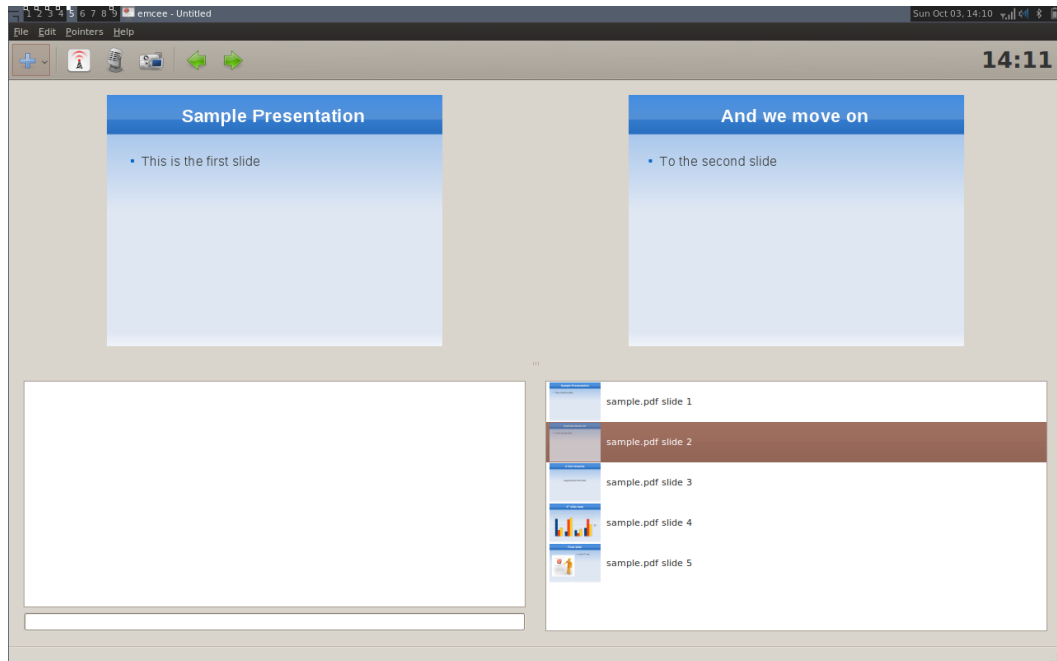 1 2 3 4 5 6 7 8 9 emcee - Untitled Sun Oct 03, 14:10
File Edit Pointers Help
14:11
Sample Presentation
This is the first slide
And we move on
To the second slide
sample.pdf slide 1
sample.pdf slide 2
sample.pdf slide 3
sample.pdf slide 4
sample.pdf slide 5